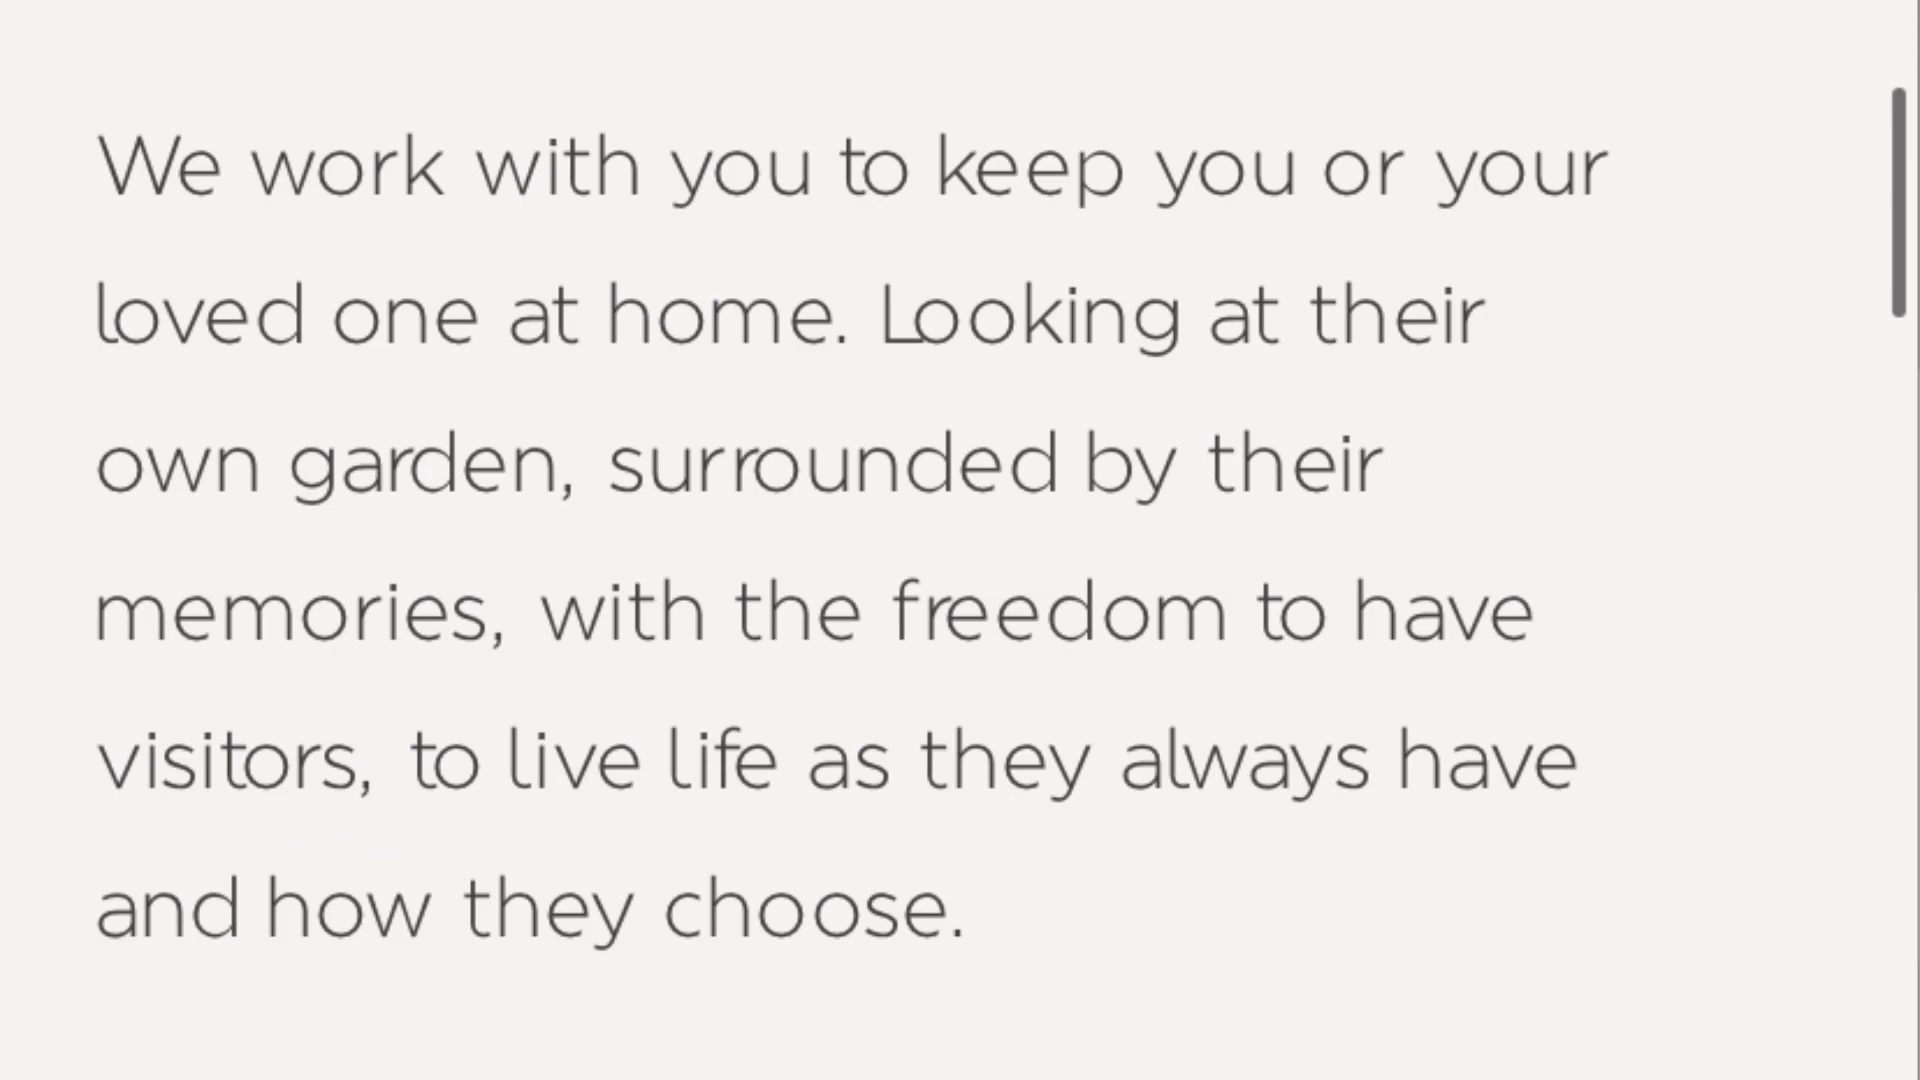 We work with you to keep you or your
loved one at home. Looking at their
own garden, surrounded by their
memories, with the freedom to have
visitors, to live life as they always have
and how they choose.